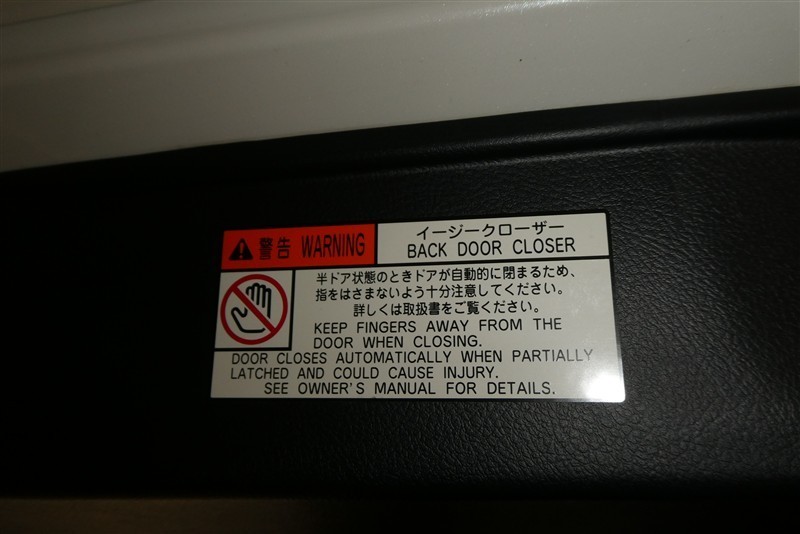 警告 WARNING
イージークローザー
BACK DOOR CLOSER
半ドア状態のときドアが自動的に閉まるため、
指をはさまないよう十分注意してください。
詳しくは取扱書をご覧ください。
KEEP FINGERS AWAY FROM THE
DOOR WHEN CLOSING.
DOOR CLOSES AUTOMATICALLY WHEN PARTIALLY
LATCHED AND COULD CAUSE INJURY.
SEE OWNER'S MANUAL FOR DETAILS.